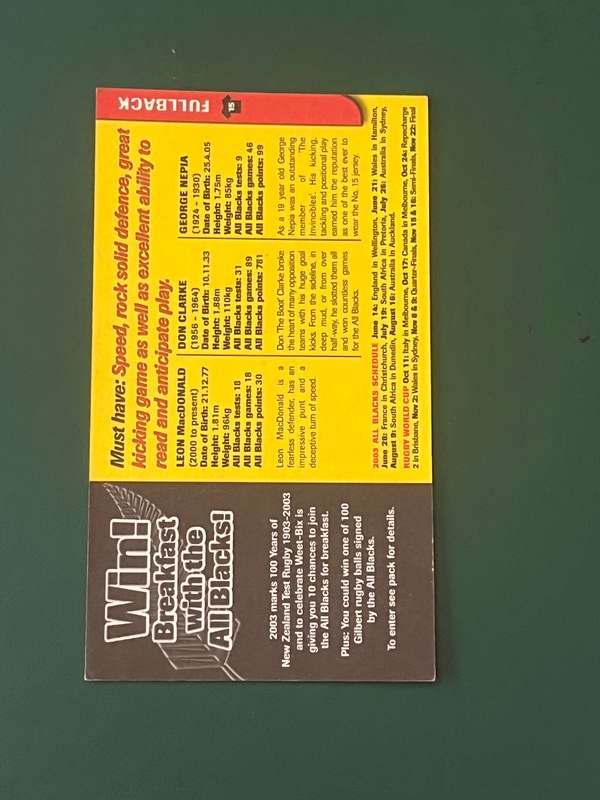 Win!
Breakfast
with the
All Blacks!
2003 marks 100 Years of
New Zealand Test Rugby 1903-2003
and to celebrate Weet-Bix is
giving you 10 chances to join
the All Blacks for breakfast.
Plus: You could win one of 100
Gilbert rugby balls signed
by the All Blacks.
To enter see pack for details.
FULLBACK
15
Must have: Speed, rock solid defence, great
kicking game as well as excellent ability to
read and anticipate play.
LEON MacDONALD
(2000 to present)
Date of Birth: 21.12.77
Height: 1.81m
Weight: 96kg
All Blacks tests: 18
All Blacks games: 18
All Blacks points: 30
Leon MacDonald is a
fearless defender, has an
impressive punt and a
deceptive turn of speed.
DON CLARKE
(1956 - 1964)
Date of Birth: 10.11.33
Height: 1.88m
Weight: 110kg
All Blacks tests: 31
All Blacks games: 89
All Blacks points: 781
Don 'The Boot' Clarke broke
the heart of many opposition
teams with his huge goal
kicks. From the sideline, in
deep mud, or from over
half-way, he slotted them all
and won countless games
for the All Blacks.
GEORGE NEPIA
(1924 - 1930)
Date of Birth: 25.4.05
Height: 1.75m
Weight: 85kg
All Blacks tests: 9
All Blacks games: 46
All Blacks points: 99
As a 19 year old George
Nepia was an outstanding
member of 'The
Invincibles'. His kicking,
tackling and positional play
earned him the reputation
as one of the best ever to
wear the No. 15 jersey.
2003 ALL BLACKS SCHEDULE June 14: England in Wellington, June 21: Wales in Hamilton,
June 28: France in Christchurch, July 19: South Africa in Pretoria, July 26: Australia in Sydney,
August 9: South Africa in Dunedin, August 16: Australia in Auckland.
RUGBY WORLD CUP Oct 11: Italy in Melbourne, Oct 17: Canada in Melbourne, Oct 24: Repecharge
2 in Brisbane, Nov 2: Wales in Sydney, Nov 8 & 9: Quarter-Finals, Nov 15 & 16: Semi-Finals, Nov 22: Final